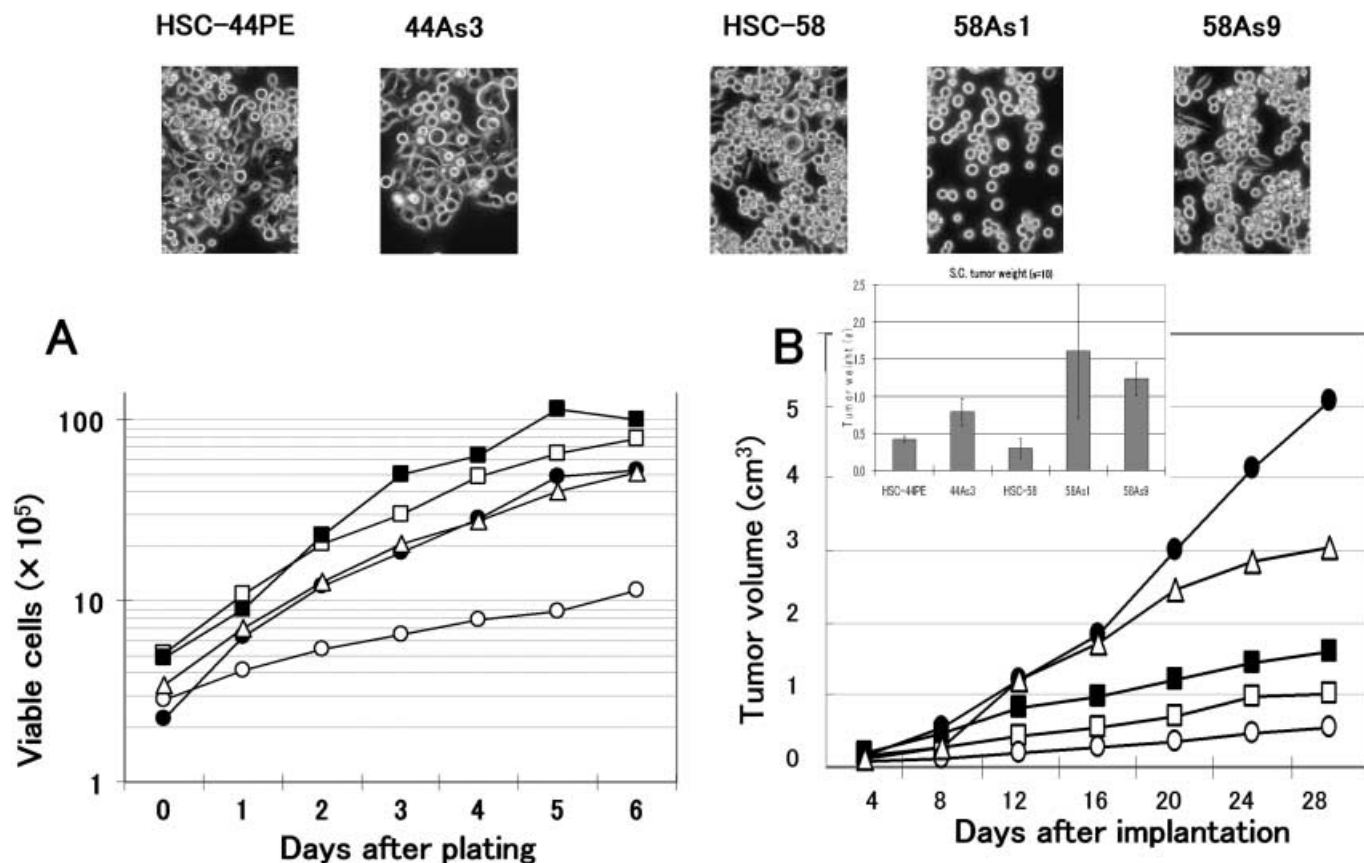 HSC-44PE 44As3 HSC-58 58As1 58As9
S.C. tumor weight (n=10)
Tumor weight (g)
2.5
2.0
1.5
1.0
0.5
0.0
HSC-44PE 44As3 HSC-58 58As1 58As9
A
Viable cells (× 10⁵)
100
10
1
0 1 2 3 4 5 6
Days after plating
B
Tumor volume (cm³)
5
4
3
2
1
0
4 8 12 16 20 24 28
Days after implantation